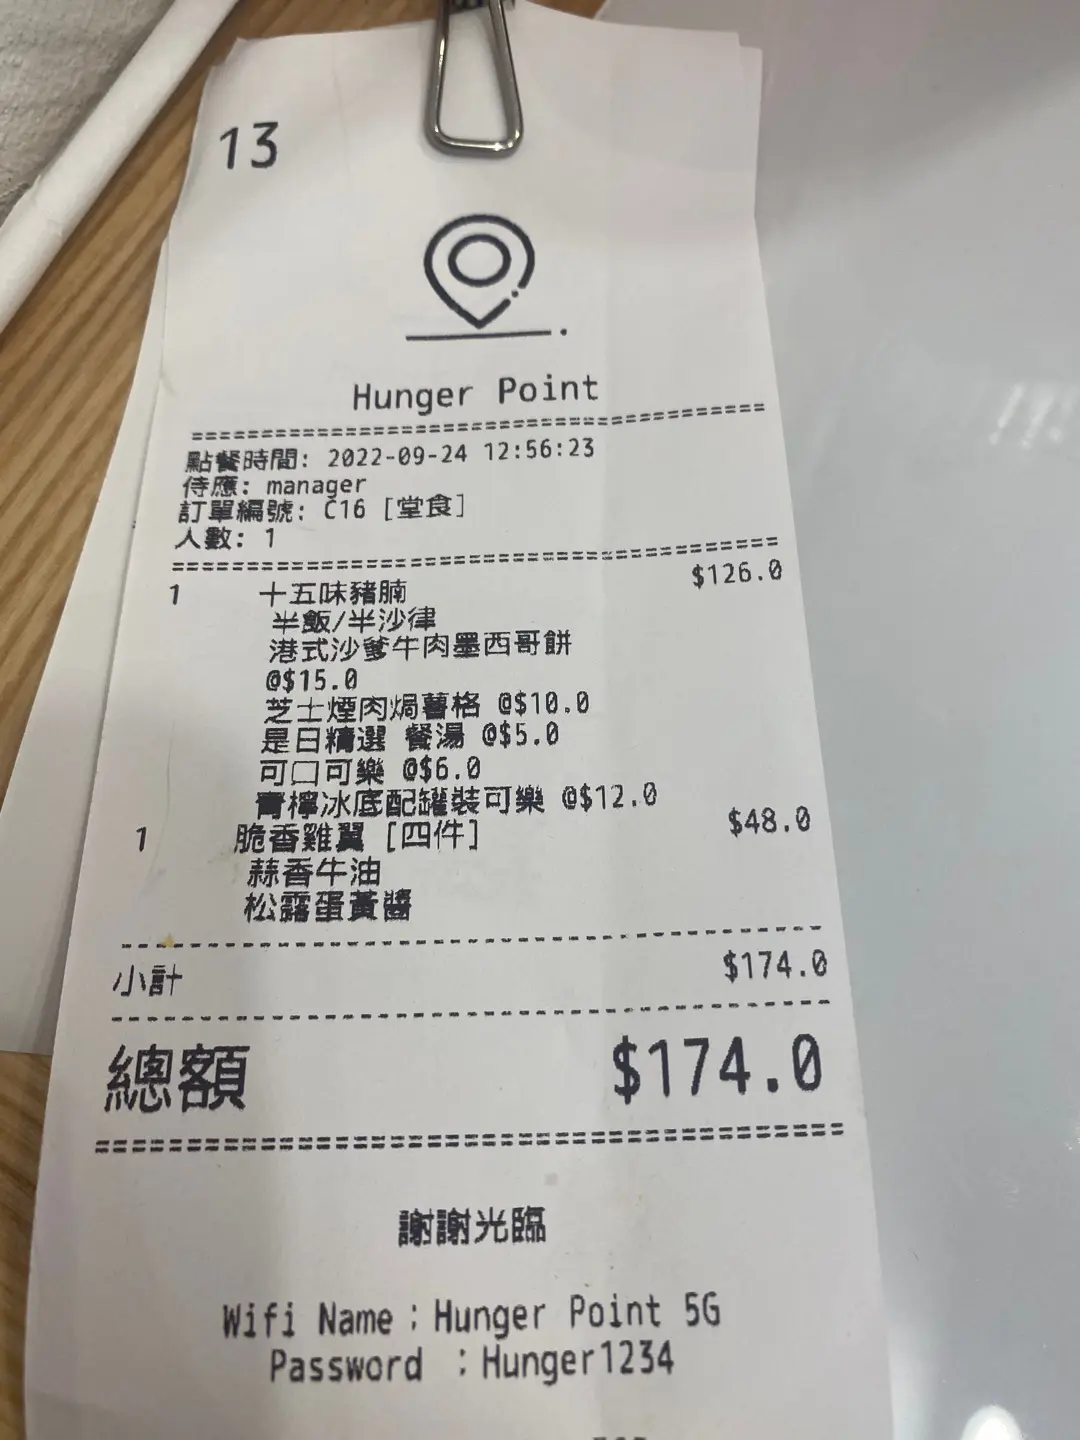 13
Hunger Point
點餐時間: 2022-09-24 12:56:23
侍應: manager
訂單編號: C16 [堂食]
人數: 1
1 十五味豬腩 $126.0
半飯/半沙律
港式沙爹牛肉墨西哥餅
@$15.0
芝士煙肉焗薯格 @$10.0
是日精選 餐湯 @$5.0
可口可樂 @$6.0
青檸冰底配罐裝可樂 @$12.0
1 脆香雞翼 [四件] $48.0
蒜香牛油
松露蛋黃醬
小計 $174.0
總額 $174.0
謝謝光臨
Wifi Name : Hunger Point 5G
Password : Hunger1234